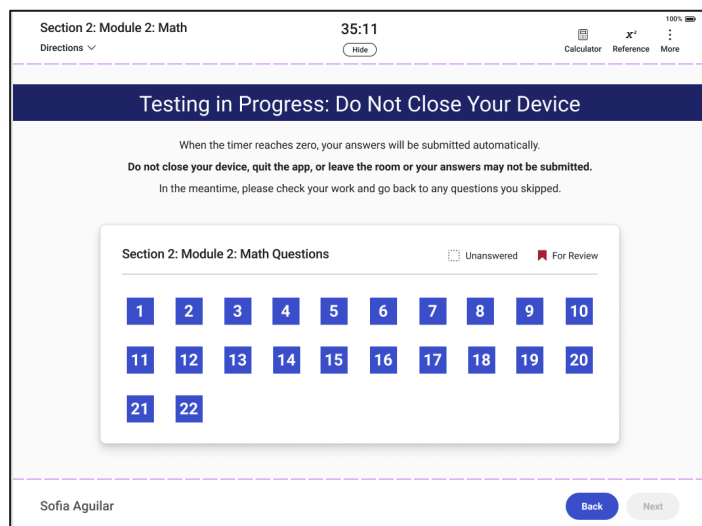 100%
Section 2: Module 2: Math
35:11
Directions
Hide
x²
Calculator Reference More
Testing in Progress: Do Not Close Your Device
When the timer reaches zero, your answers will be submitted automatically.
Do not close your device, quit the app, or leave the room or your answers may not be submitted.
In the meantime, please check your work and go back to any questions you skipped.
Section 2: Module 2: Math Questions Unanswered For Review
1 2 3 4 5 6 7 8 9 10
11 12 13 14 15 16 17 18 19 20
21 22
Sofia Aguilar Back Next